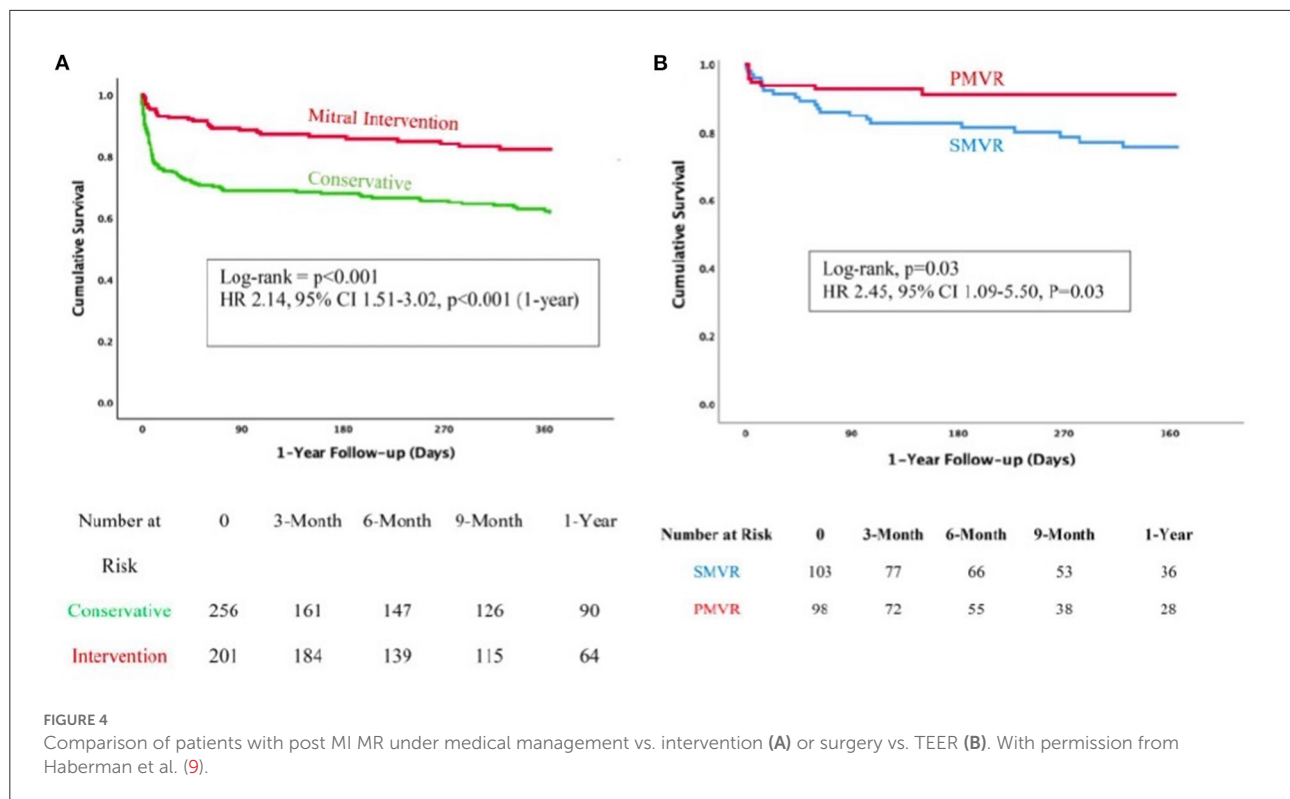 A
1.0
0.8
0.6
0.4
0.2
0.0
Cumulative Survival
Mitral Intervention
Conservative
Log-rank = p<0.001
HR 2.14, 95% CI 1.51-3.02, p<0.001 (1-year)
0 90 180 270 360
1-Year Follow-up (Days)
Number at Risk 0 3-Month 6-Month 9-Month 1-Year
Conservative 256 161 147 126 90
Intervention 201 184 139 115 64
B
1.0
0.8
0.6
0.4
0.2
0.0
Cumulative Survival
PMVR
SMVR
Log-rank, p=0.03
HR 2.45, 95% CI 1.09-5.50, P=0.03
0 90 180 270 360
1-Year Follow-up (Days)
Number at Risk 0 3-Month 6-Month 9-Month 1-Year
SMVR 103 77 66 53 36
PMVR 98 72 55 38 28
FIGURE 4
Comparison of patients with post MI MR under medical management vs. intervention (A) or surgery vs. TEER (B). With permission from
Haberman et al. (9).